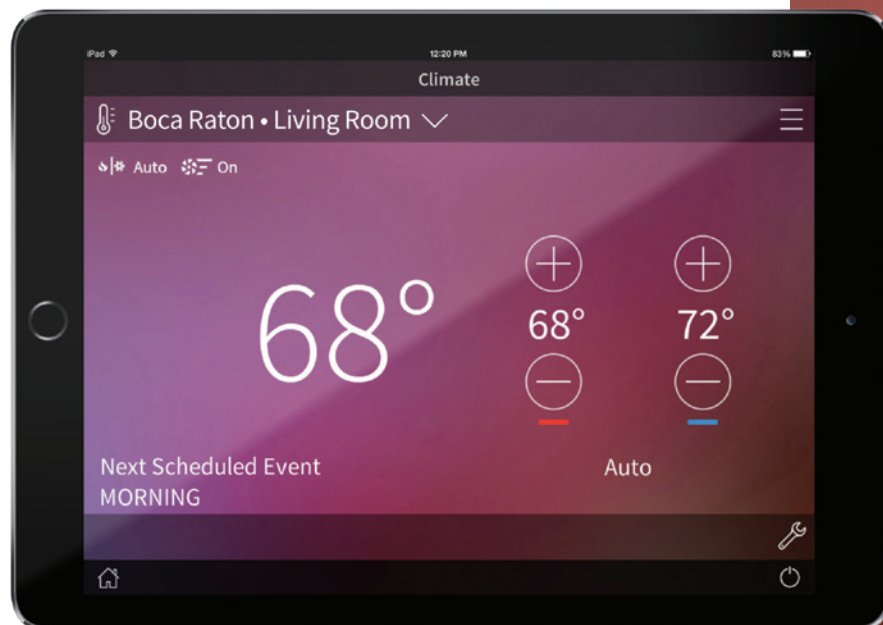 iPad 12:20 PM 83%
Climate
Boca Raton • Living Room
Auto On
68° 68° 72°
Next Scheduled Event Auto
MORNING